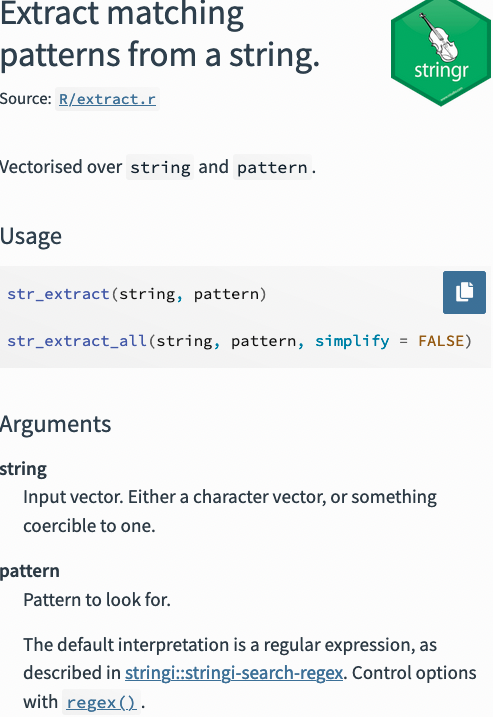 Extract matching
patterns from a string.
stringr
Source: R/extract.r
Vectorised over string and pattern.
Usage
str_extract(string, pattern)
str_extract_all(string, pattern, simplify = FALSE)
Arguments
string
Input vector. Either a character vector, or something
coercible to one.
pattern
Pattern to look for.
The default interpretation is a regular expression, as
described in stringi::stringi-search-regex. Control options
with regex().